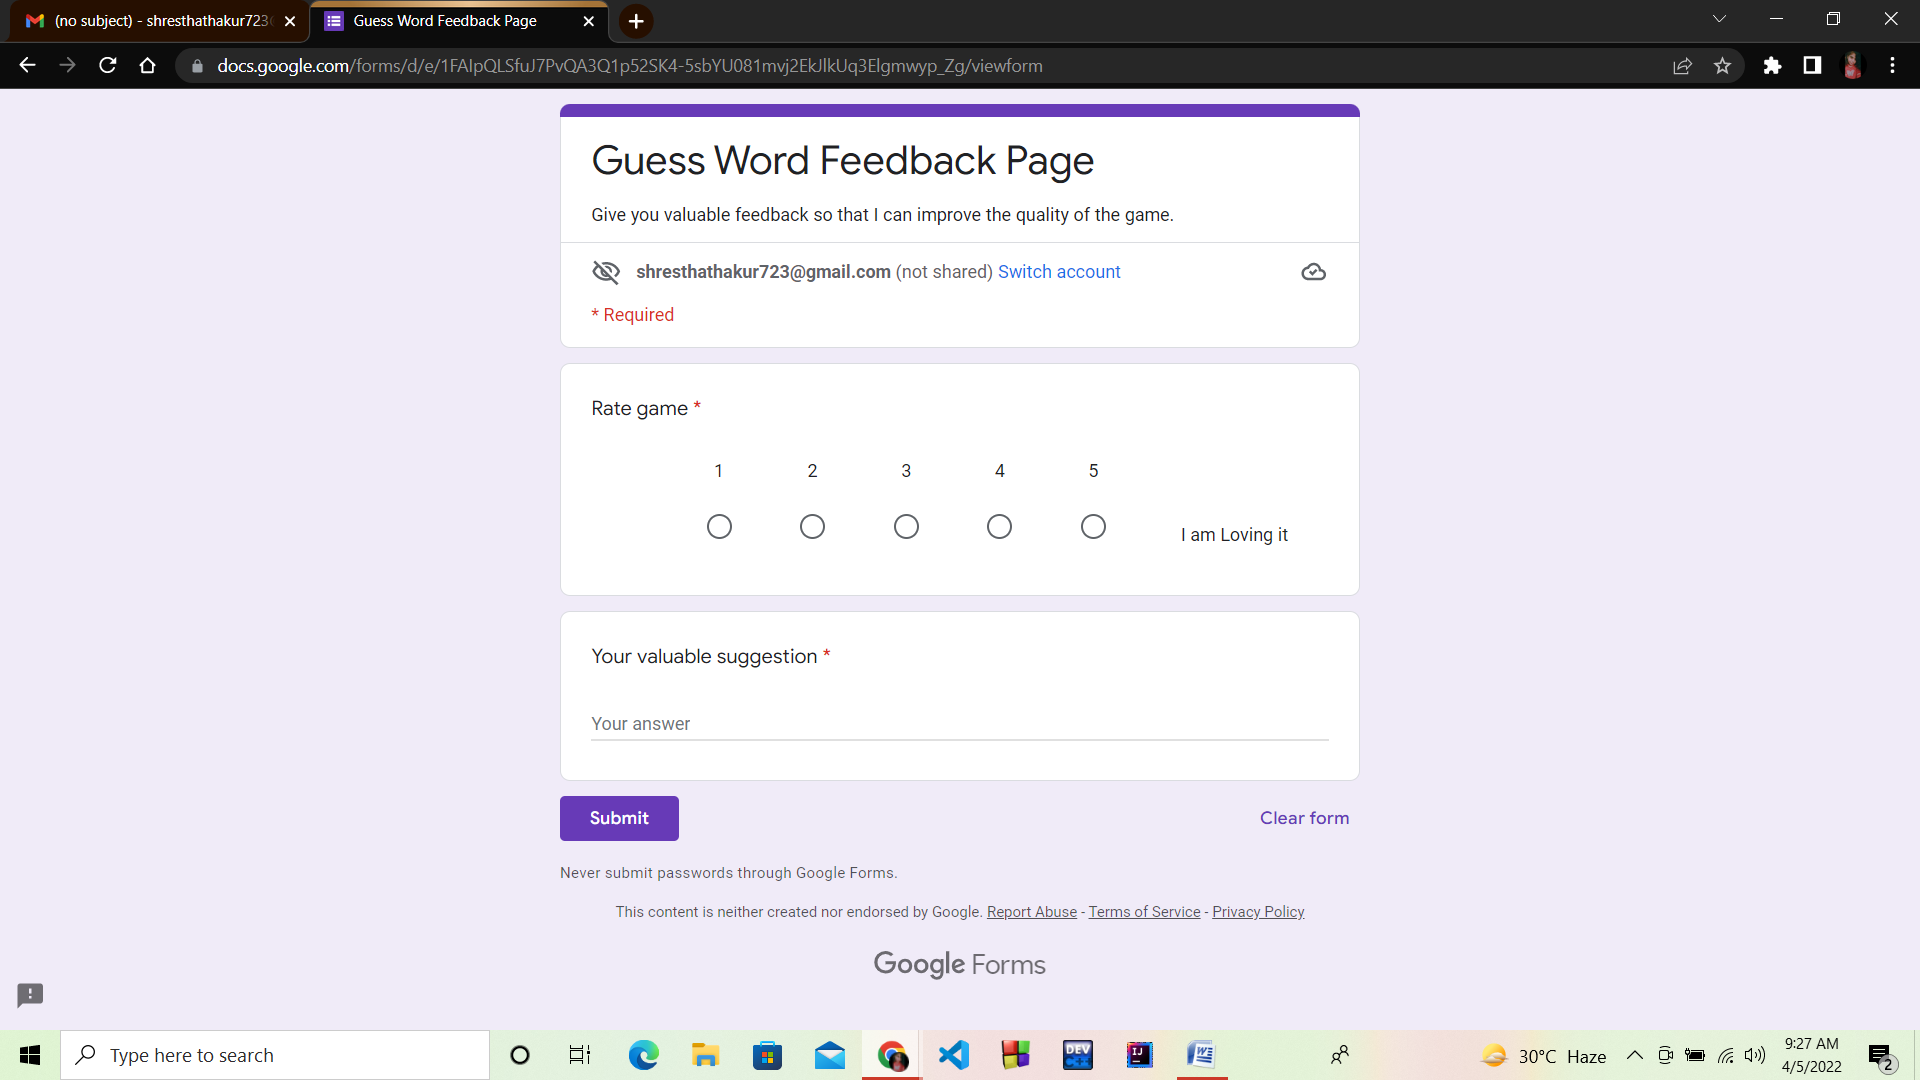 (no subject) - shresthathakur723
Guess Word Feedback Page
docs.google.com/forms/d/e/1FAIpQLSfuJ7PvQA3Q1p52SK4-5sbYU081mvj2EkJlkUq3Elgmwyp_Zg/viewform
Guess Word Feedback Page
Give you valuable feedback so that I can improve the quality of the game.
shresthathakur723@gmail.com (not shared) Switch account
* Required
Rate game *
1 2 3 4 5
I am Loving it
Your valuable suggestion *
Your answer
Submit
Clear form
Never submit passwords through Google Forms.
This content is neither created nor endorsed by Google. Report Abuse - Terms of Service - Privacy Policy
Google Forms
Type here to search
DEV
IJ
W
30°C Haze
9:27 AM
4/5/2022
2